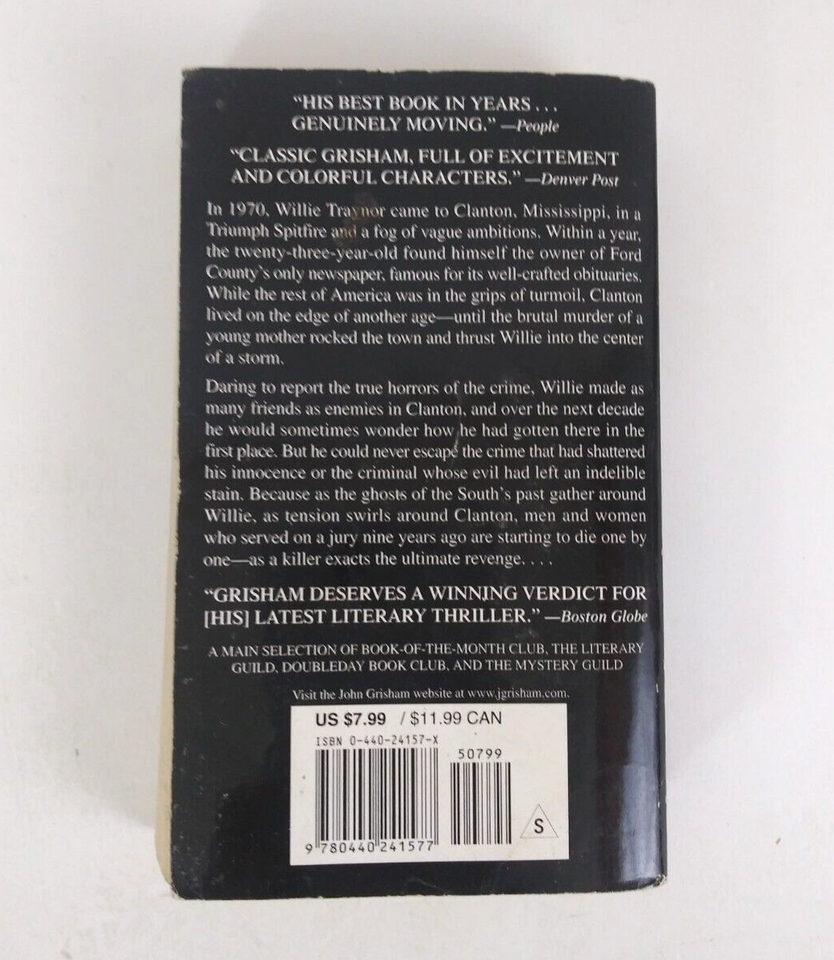 “HIS BEST BOOK IN YEARS . . .
GENUINELY MOVING.” —People
“CLASSIC GRISHAM, FULL OF EXCITEMENT
AND COLORFUL CHARACTERS.” —Denver Post
In 1970, Willie Traynor came to Clanton, Mississippi, in a
Triumph Spitfire and a fog of vague ambitions. Within a year,
the twenty-three-year-old found himself the owner of Ford
County’s only newspaper, famous for its well-crafted obituaries.
While the rest of America was in the grips of turmoil, Clanton
lived on the edge of another age—until the brutal murder of a
young mother rocked the town and thrust Willie into the center
of a storm.
Daring to report the true horrors of the crime, Willie made as
many friends as enemies in Clanton, and over the next decade
he would sometimes wonder how he had gotten there in the
first place. But he could never escape the crime that had shattered
his innocence or the criminal whose evil had left an indelible
stain. Because as the ghosts of the South’s past gather around
Willie, as tension swirls around Clanton, men and women
who served on a jury nine years ago are starting to die one by
one—as a killer exacts the ultimate revenge. . . .
“GRISHAM DESERVES A WINNING VERDICT FOR
[HIS] LATEST LITERARY THRILLER.” —Boston Globe
A MAIN SELECTION OF BOOK-OF-THE-MONTH CLUB, THE LITERARY
GUILD, DOUBLEDAY BOOK CLUB, AND THE MYSTERY GUILD
Visit the John Grisham website at www.jgrisham.com.
US $7.99 / $11.99 CAN
ISBN 0-440-24157-X
50799
S
9 780440 241577